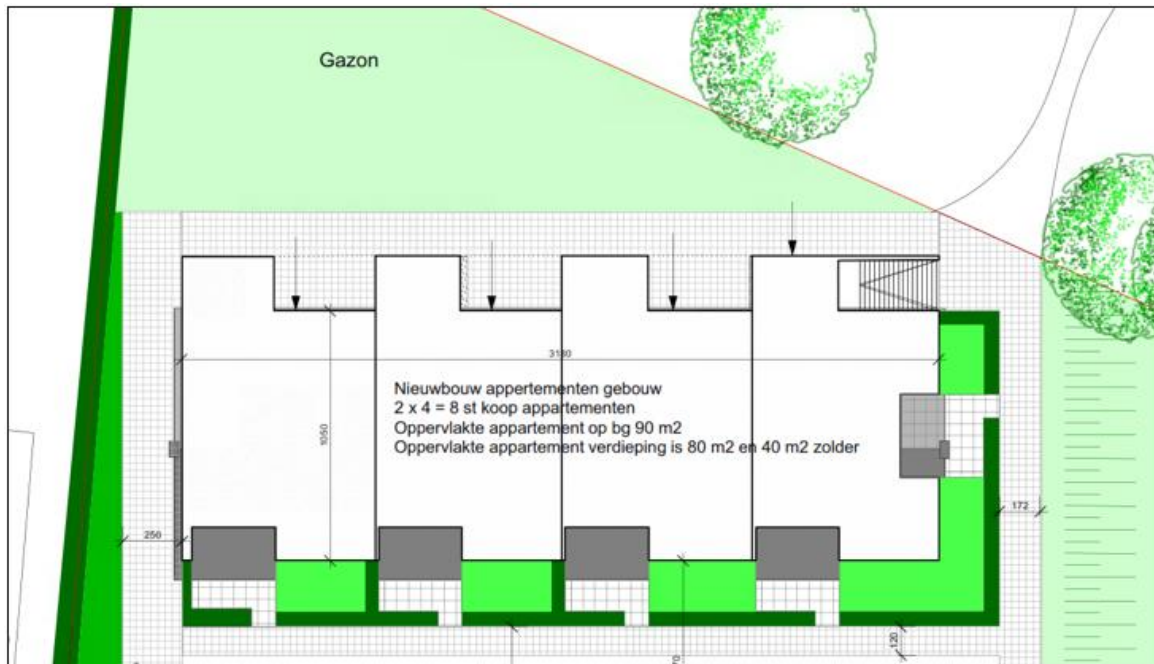 Gazon
3180
Nieuwbouw appertementen gebouw
2 x 4 = 8 st koop appartementen
Oppervlakte appartement op bg 90 m2
Oppervlakte appartement verdieping is 80 m2 en 40 m2 zolder
1050
172
250
120